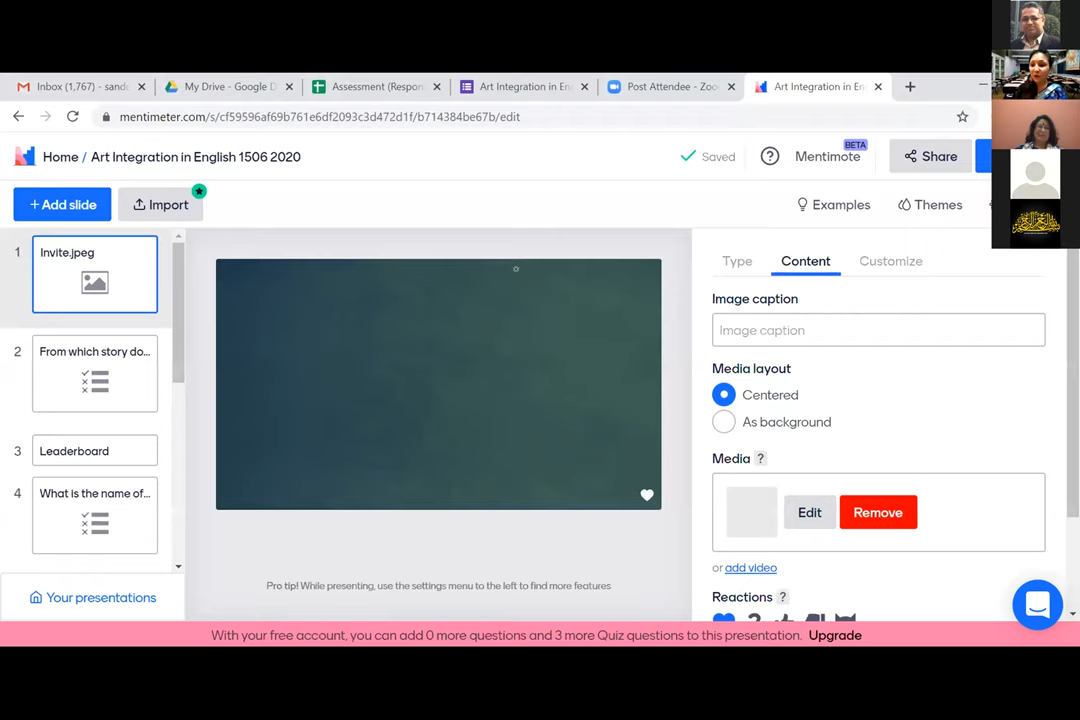 Inbox (1,767) - sande
My Drive - Google D
Assessment (Respon
Art Integration in En
Post Attendee - Zoo
Art Integration in En
mentimeter.com/s/cf59596af69b761e6df2093c3d472d1f/b714384be67b/edit
Home / Art Integration in English 1506 2020
Saved
Mentimote
BETA
Share
+ Add slide
Import
Examples
Themes
1
Invite.jpeg
2
From which story do...
3
Leaderboard
4
What is the name of...
Your presentations
Pro tip! While presenting, use the settings menu to the left to find more features
Type
Content
Customize
Image caption
Image caption
Media layout
Centered
As background
Media ?
Edit
Remove
or add video
Reactions ?
With your free account, you can add 0 more questions and 3 more Quiz questions to this presentation. Upgrade